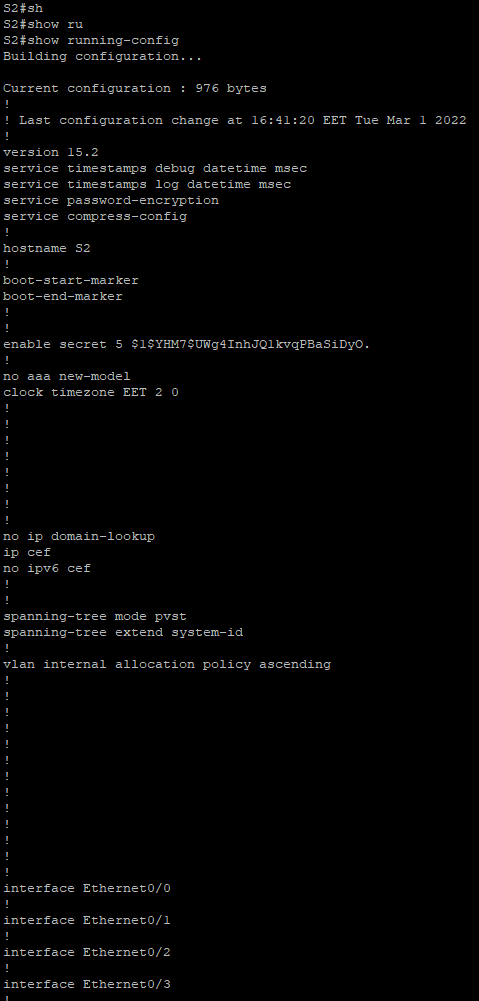 S2#sh
S2#show ru
S2#show running-config
Building configuration...
Current configuration : 976 bytes
!
! Last configuration change at 16:41:20 EET Tue Mar 1 2022
!
version 15.2
service timestamps debug datetime msec
service timestamps log datetime msec
service password-encryption
service compress-config
!
hostname S2
!
boot-start-marker
boot-end-marker
!
!
enable secret 5 $1$YHM7$UWg4InhJQ1kvqPBaSiDyO.
!
no aaa new-model
clock timezone EET 2 0
!
!
!
!
!
!
!
!
no ip domain-lookup
ip cef
no ipv6 cef
!
!
spanning-tree mode pvst
spanning-tree extend system-id
!
vlan internal allocation policy ascending
!
!
!
!
!
!
!
!
!
!
!
!
!
interface Ethernet0/0
!
interface Ethernet0/1
!
interface Ethernet0/2
!
interface Ethernet0/3
!